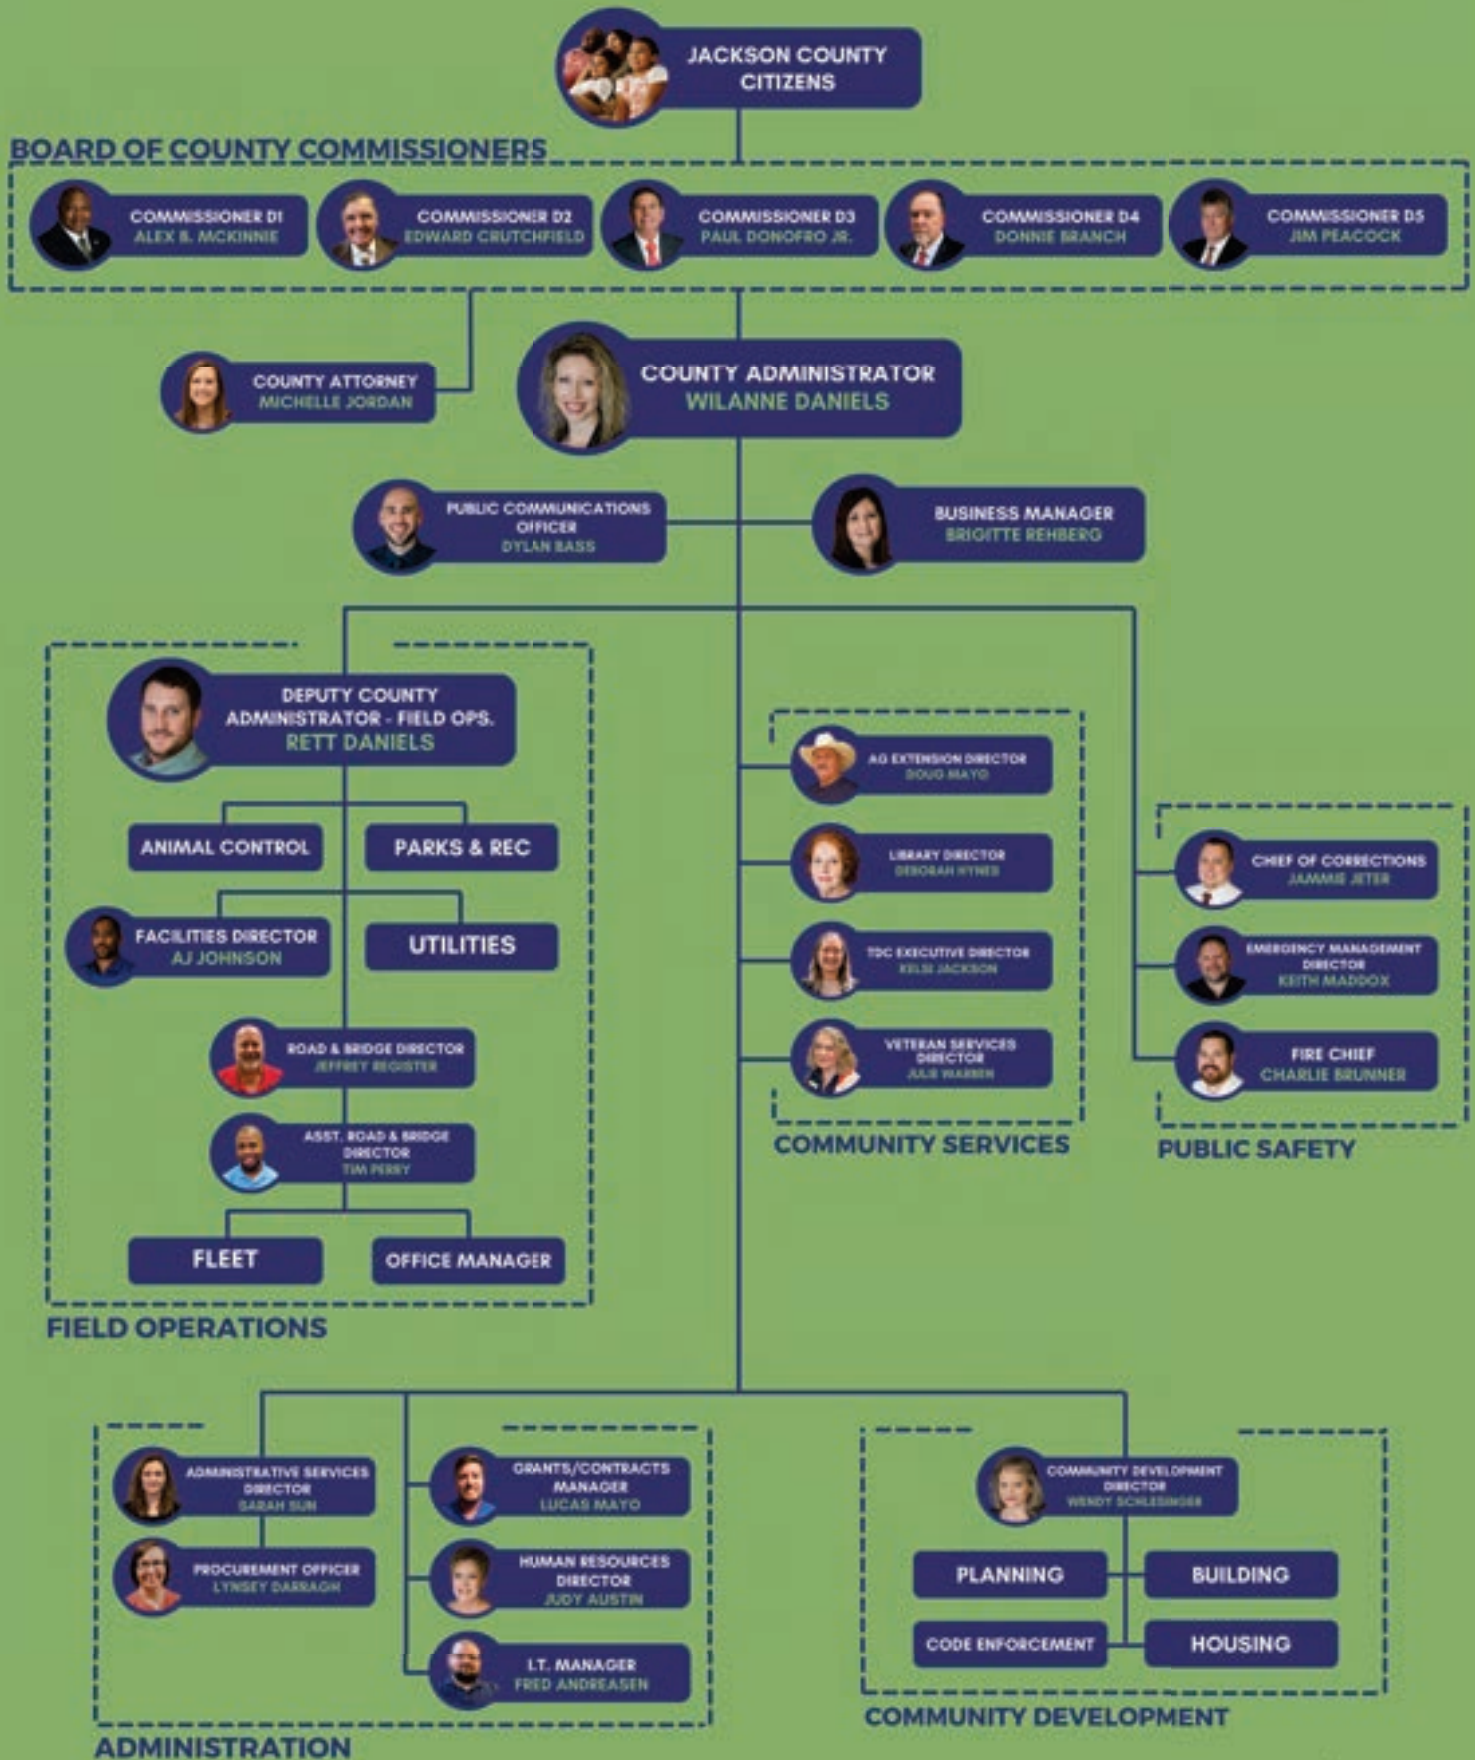 JACKSON COUNTY
CITIZENS
BOARD OF COUNTY COMMISSIONERS
COMMISSIONER D1
ALEX B. MCKINNIE
COMMISSIONER D2
EDWARD CRUTCHFIELD
COMMISSIONER D3
PAUL DONOFRO JR.
COMMISSIONER D4
DONNIE BRANCH
COMMISSIONER D5
JIM PEACOCK
COUNTY ATTORNEY
MICHELLE JORDAN
COUNTY ADMINISTRATOR
WILANNE DANIELS
PUBLIC COMMUNICATIONS
OFFICER
DYLAN BASS
BUSINESS MANAGER
BRIGITTE REHBERG
DEPUTY COUNTY
ADMINISTRATOR - FIELD OPS.
RETT DANIELS
ANIMAL CONTROL
PARKS & REC
FACILITIES DIRECTOR
AJ JOHNSON
UTILITIES
ROAD & BRIDGE DIRECTOR
JEFFREY REGISTER
ASST. ROAD & BRIDGE
DIRECTOR
TIM PERRY
FLEET
OFFICE MANAGER
FIELD OPERATIONS
AG EXTENSION DIRECTOR
DOUG MAYO
LIBRARY DIRECTOR
DEBORAH HYNES
TDC EXECUTIVE DIRECTOR
KELSI JACKSON
VETERAN SERVICES
DIRECTOR
JULIE WARREN
COMMUNITY SERVICES
CHIEF OF CORRECTIONS
JAMMIE JETER
EMERGENCY MANAGEMENT
DIRECTOR
KEITH MADDOX
FIRE CHIEF
CHARLIE BRUNNER
PUBLIC SAFETY
ADMINISTRATIVE SERVICES
DIRECTOR
SARAH SUN
PROCUREMENT OFFICER
LYNSEY DARRAGH
GRANTS/CONTRACTS
MANAGER
LUCAS MAYO
HUMAN RESOURCES
DIRECTOR
JUDY AUSTIN
I.T. MANAGER
FRED ANDREASEN
ADMINISTRATION
COMMUNITY DEVELOPMENT
DIRECTOR
WENDY SCHLESINGER
PLANNING
BUILDING
CODE ENFORCEMENT
HOUSING
COMMUNITY DEVELOPMENT